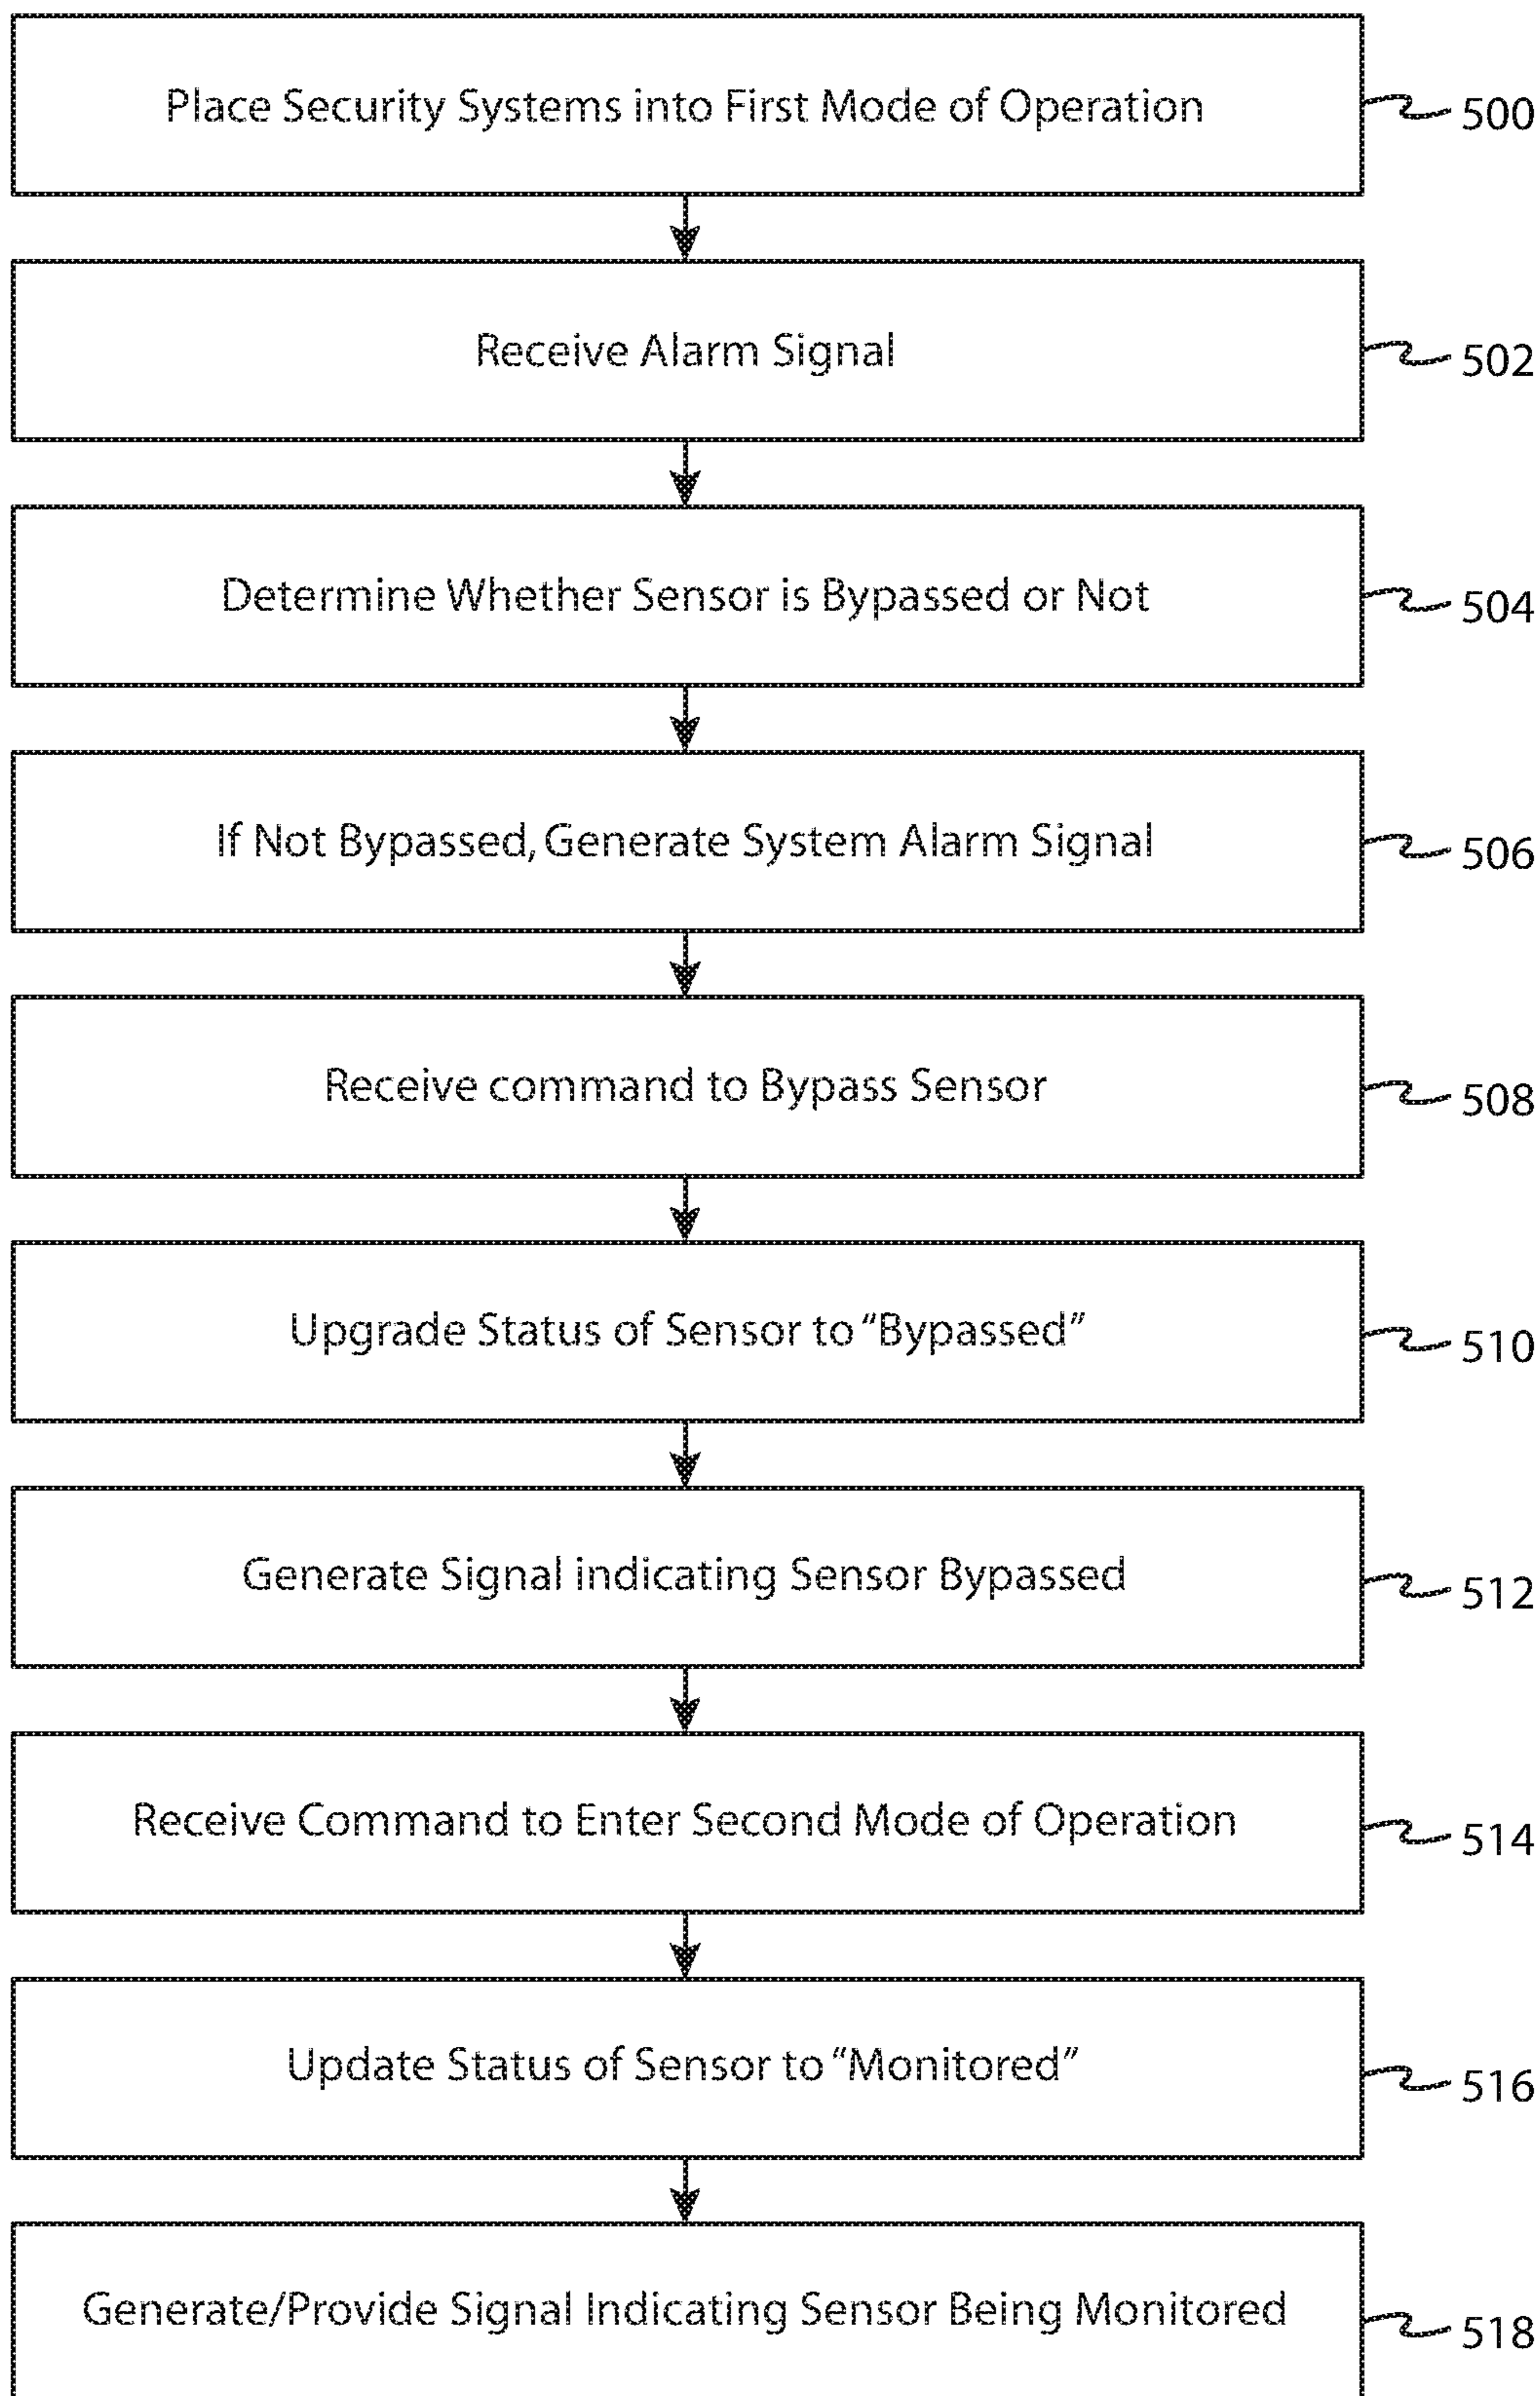 Place Security Systems into First Mode of Operation
500
Receive Alarm Signal
502
Determine Whether Sensor is Bypassed or Not
504
If Not Bypassed, Generate System Alarm Signal
506
Receive command to Bypass Sensor
508
Upgrade Status of Sensor to “Bypassed”
510
Generate Signal indicating Sensor Bypassed
512
Receive Command to Enter Second Mode of Operation
514
Update Status of Sensor to “Monitored”
516
Generate/Provide Signal Indicating Sensor Being Monitored
518